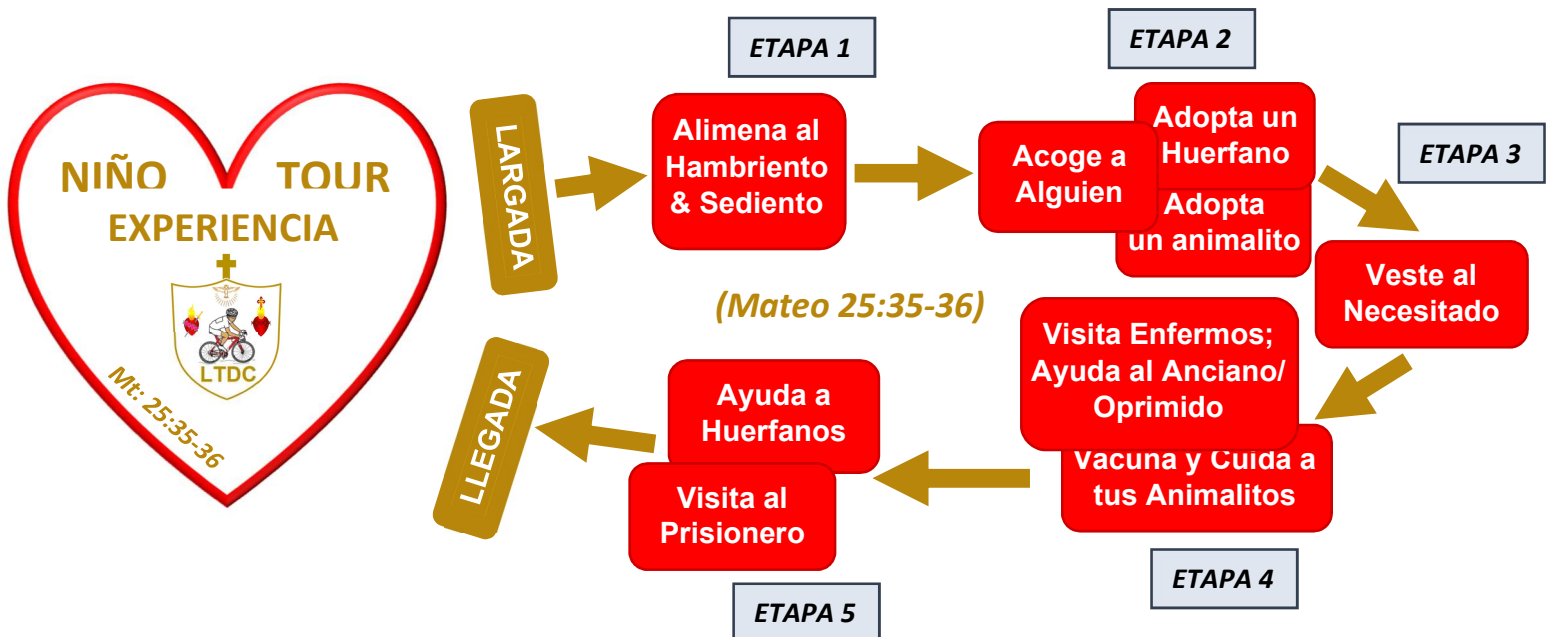 NIÑO TOUR
EXPERIENCIA
LTDC
Mt: 25:35-36
LARGADA
ETAPA 1
Alimena al
Hambriento
& Sediento
ETAPA 2
Acoge a
Alguien
Adopta un
Huerfano
Adopta
un animalito
ETAPA 3
Veste al
Necesitado
(Mateo 25:35-36)
Visita Enfermos;
Ayuda al Anciano/
Oprimido
Vacuna y Cuida a
tus Animalitos
ETAPA 4
Ayuda a
Huerfanos
Visita al
Prisionero
ETAPA 5
LLEGADA